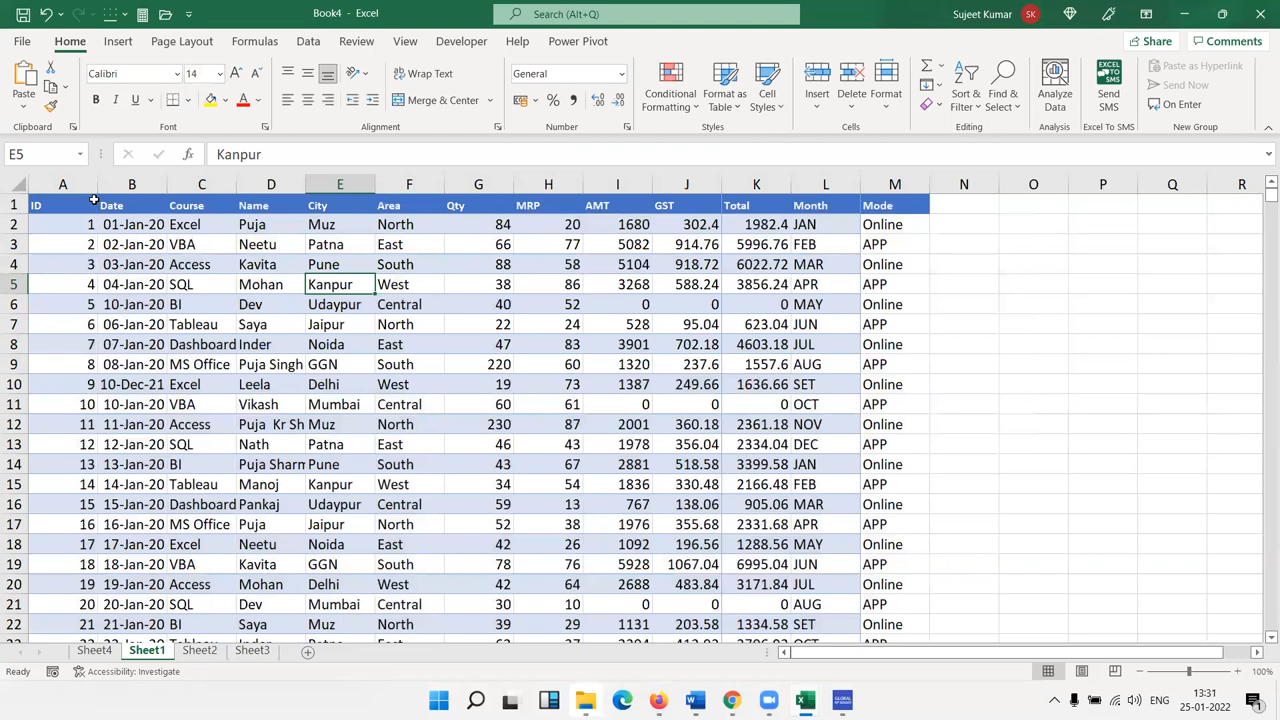 Book4 - Excel
Search (Alt+Q)
Sujeet Kumar SK
File Home Insert Page Layout Formulas Data Review View Developer Help Power Pivot Share Comments
Paste Calibri 14 Wrap Text General Conditional Formatting Format as Table Cell Styles Insert Delete Format Sort & Filter Find & Select Analyze Data Send SMS Paste as Hyperlink
Send Now
B I U Merge & Center On Enter
Clipboard Font Alignment Number Styles Cells Editing Analysis Excel To SMS New Group
E5 fx Kanpur
A B C D E F G H I J K L M N O P Q R
1 ID Date Course Name City Area Qty MRP AMT GST Total Month Mode
2 1 01-Jan-20 Excel Puja Muz North 84 20 1680 302.4 1982.4 JAN Online
3 2 02-Jan-20 VBA Neetu Patna East 66 77 5082 914.76 5996.76 FEB APP
4 3 03-Jan-20 Access Kavita Pune South 88 58 5104 918.72 6022.72 MAR Online
5 4 04-Jan-20 SQL Mohan Kanpur West 38 86 3268 588.24 3856.24 APR APP
6 5 10-Jan-20 BI Dev Udaypur Central 40 52 0 0 0 MAY Online
7 6 06-Jan-20 Tableau Saya Jaipur North 22 24 528 95.04 623.04 JUN APP
8 7 07-Jan-20 Dashboard Inder Noida East 47 83 3901 702.18 4603.18 JUL Online
9 8 08-Jan-20 MS Office Puja Singh GGN South 220 60 1320 237.6 1557.6 AUG APP
10 9 10-Dec-21 Excel Leela Delhi West 19 73 1387 249.66 1636.66 SET Online
11 10 10-Jan-20 VBA Vikash Mumbai Central 60 61 0 0 0 OCT APP
12 11 11-Jan-20 Access Puja Kr Sh Muz North 230 87 2001 360.18 2361.18 NOV Online
13 12 12-Jan-20 SQL Nath Patna East 46 43 1978 356.04 2334.04 DEC APP
14 13 13-Jan-20 BI Puja Sharm Pune South 43 67 2881 518.58 3399.58 JAN Online
15 14 14-Jan-20 Tableau Manoj Kanpur West 34 54 1836 330.48 2166.48 FEB APP
16 15 15-Jan-20 Dashboard Pankaj Udaypur Central 59 13 767 138.06 905.06 MAR Online
17 16 16-Jan-20 MS Office Puja Jaipur North 52 38 1976 355.68 2331.68 APR APP
18 17 17-Jan-20 Excel Neetu Noida East 42 26 1092 196.56 1288.56 MAY Online
19 18 18-Jan-20 VBA Kavita GGN South 78 76 5928 1067.04 6995.04 JUN APP
20 19 19-Jan-20 Access Mohan Delhi West 42 64 2688 483.84 3171.84 JUL Online
21 20 20-Jan-20 SQL Dev Mumbai Central 30 10 0 0 0 AUG APP
22 21 21-Jan-20 BI Saya Muz North 39 29 1131 203.58 1334.58 SET Online
Sheet4 Sheet1 Sheet2 Sheet3
Ready Accessibility: Investigate 100%
ENG 13:31
25-01-2022